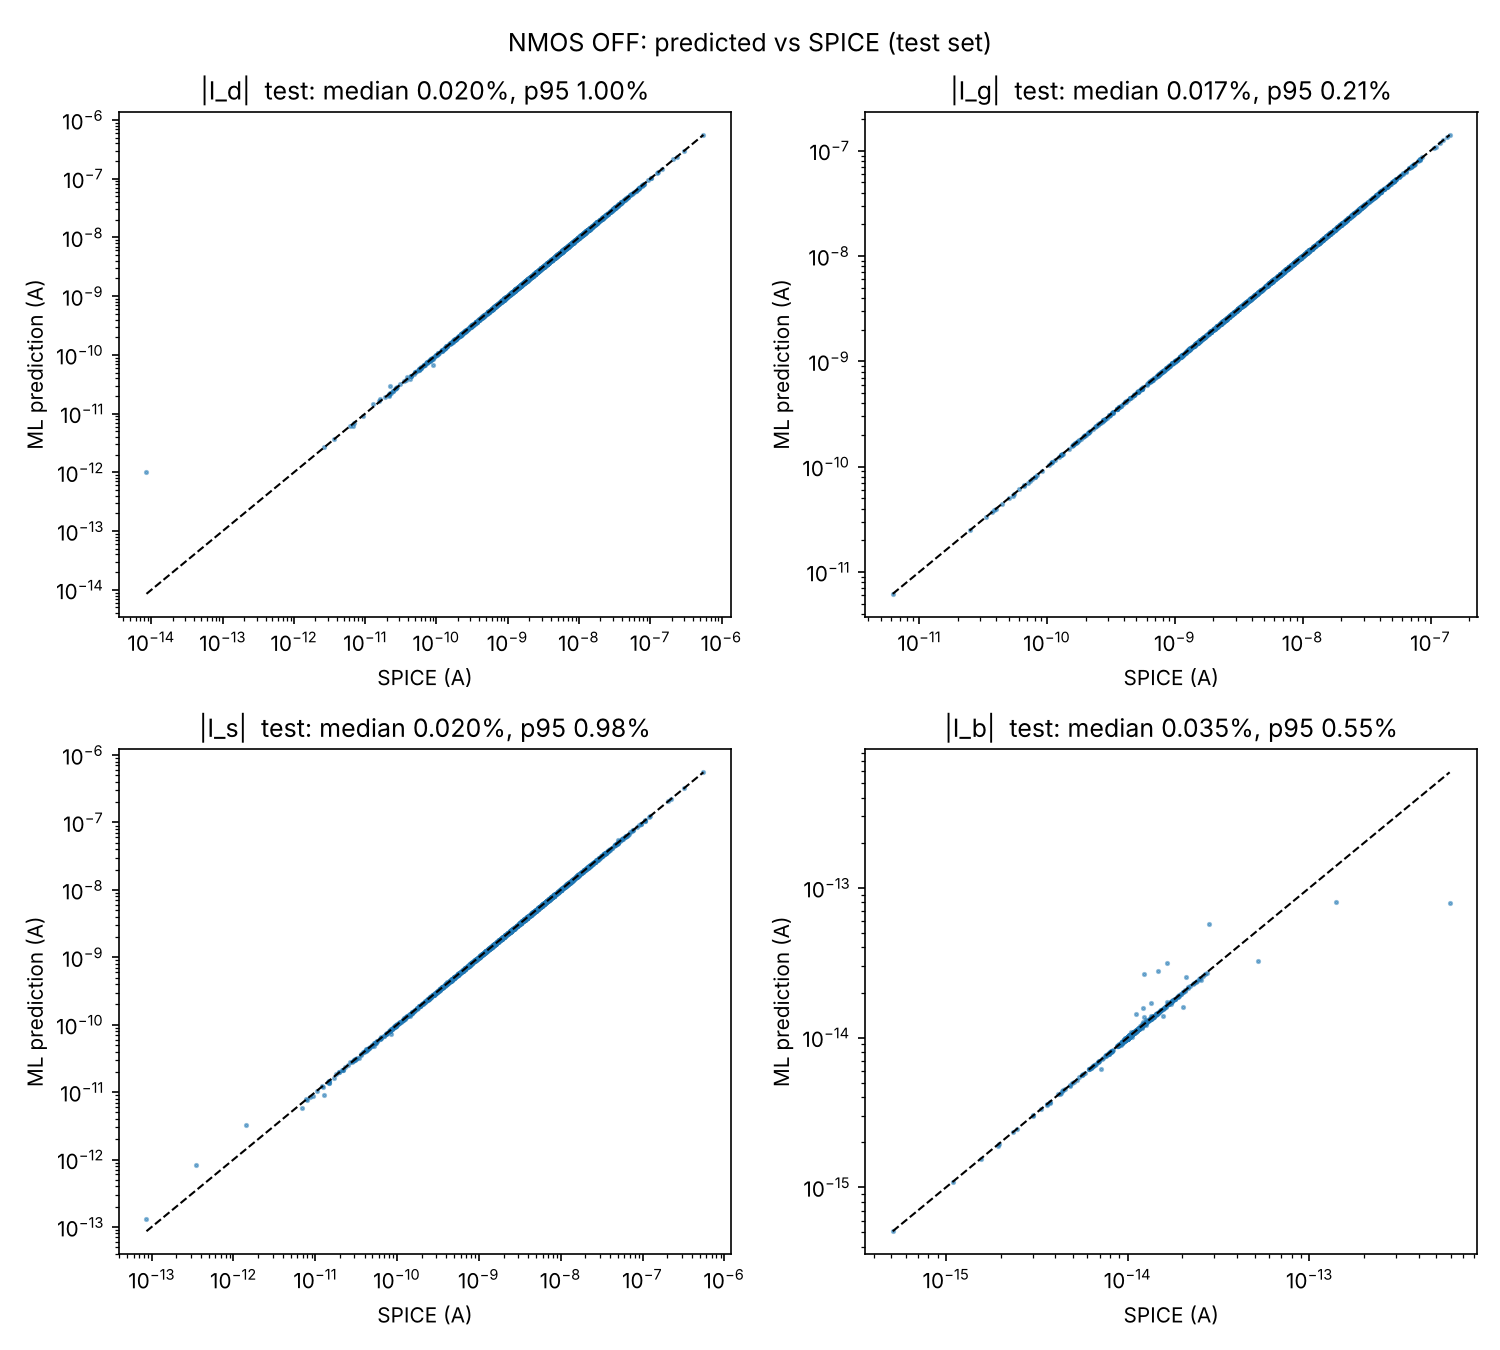 NMOS OFF: predicted vs SPICE (test set)
|I_d|  test: median 0.020%, p95 1.00%
ML prediction (A)
10⁻⁶
10⁻⁷
10⁻⁸
10⁻⁹
10⁻¹⁰
10⁻¹¹
10⁻¹²
10⁻¹³
10⁻¹⁴
10⁻¹⁴ 10⁻¹³ 10⁻¹² 10⁻¹¹ 10⁻¹⁰ 10⁻⁹ 10⁻⁸ 10⁻⁷ 10⁻⁶
SPICE (A)
|I_g|  test: median 0.017%, p95 0.21%
ML prediction (A)
10⁻⁷
10⁻⁸
10⁻⁹
10⁻¹⁰
10⁻¹¹
10⁻¹¹ 10⁻¹⁰ 10⁻⁹ 10⁻⁸ 10⁻⁷
SPICE (A)
|I_s|  test: median 0.020%, p95 0.98%
ML prediction (A)
10⁻⁶
10⁻⁷
10⁻⁸
10⁻⁹
10⁻¹⁰
10⁻¹¹
10⁻¹²
10⁻¹³
10⁻¹³ 10⁻¹² 10⁻¹¹ 10⁻¹⁰ 10⁻⁹ 10⁻⁸ 10⁻⁷ 10⁻⁶
SPICE (A)
|I_b|  test: median 0.035%, p95 0.55%
ML prediction (A)
10⁻¹³
10⁻¹⁴
10⁻¹⁵
10⁻¹⁵ 10⁻¹⁴ 10⁻¹³
SPICE (A)